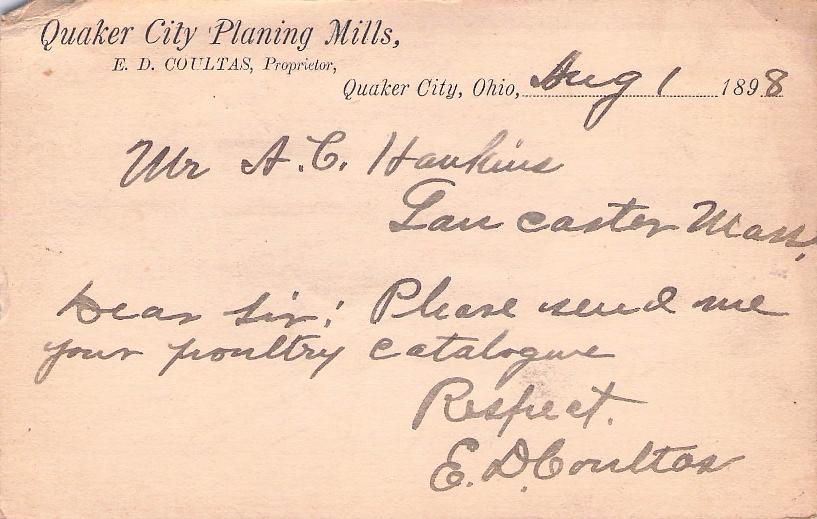 Quaker City Planing Mills,
E. D. COULTAS, Proprietor,
Quaker City, Ohio, Aug 1 1898
Mr A. C. Hawkins
Lancaster Mass,
Dear Sir: Please send me
your poultry catalogue
Respect.
E. D. Coultas